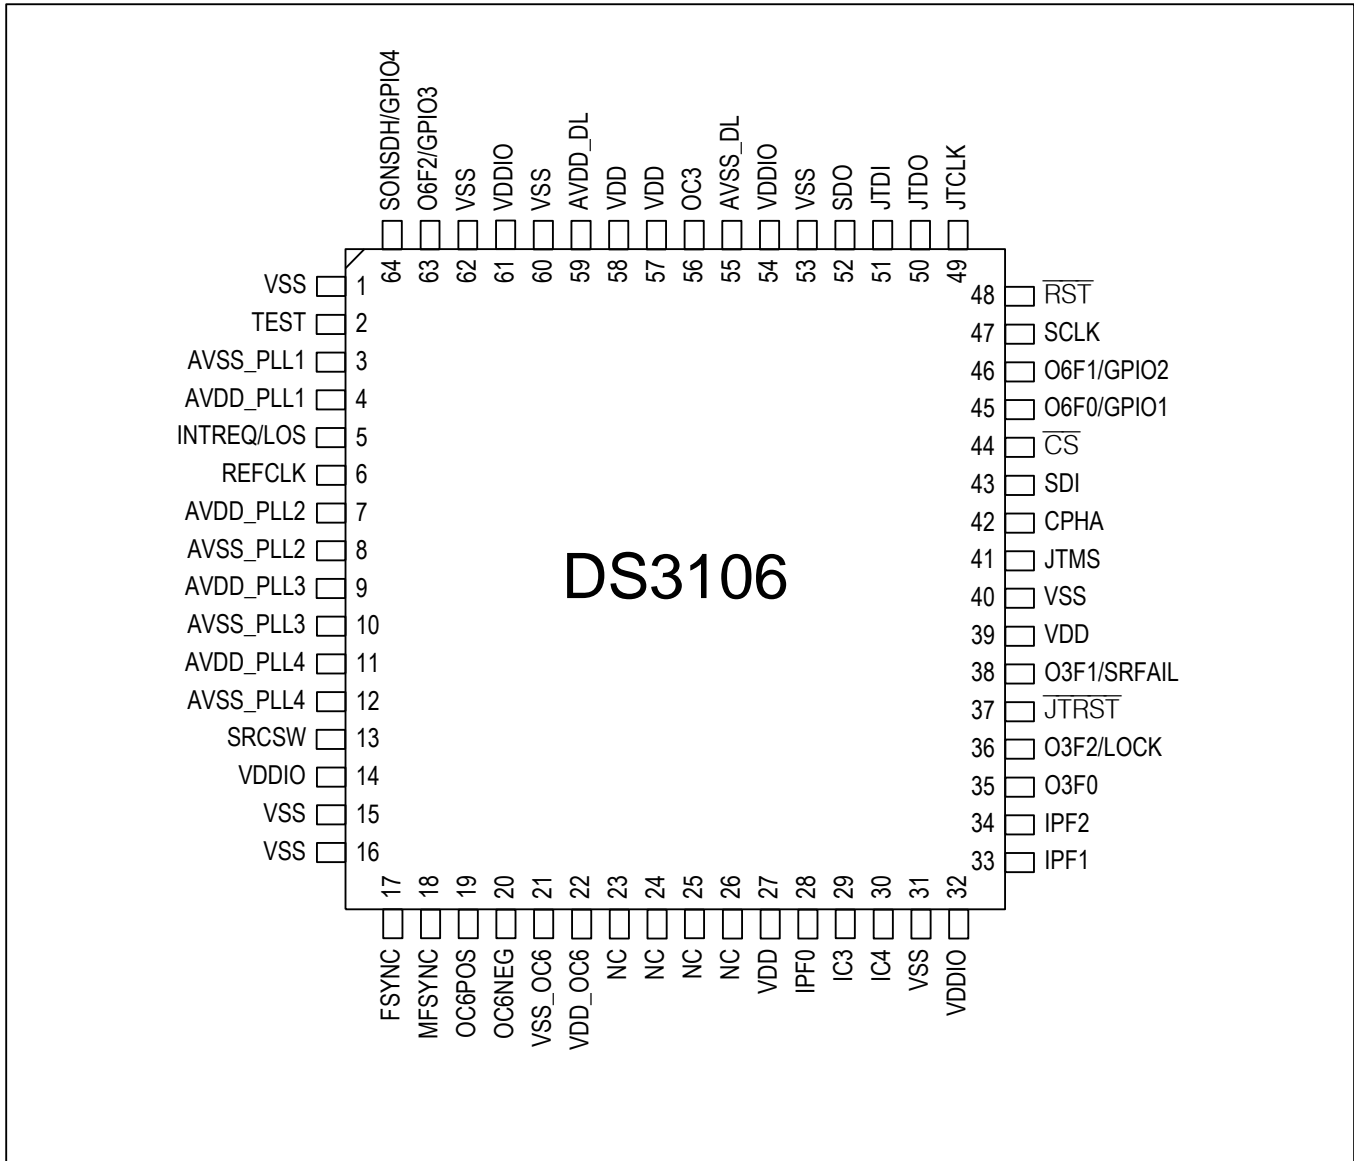 SONSDH/GPIO4
O6F2/GPIO3
VSS
VDDIO
VSS
AVDD_DL
VDD
VDD
OC3
AVSS_DL
VDDIO
VSS
SDO
JTDI
JTDO
JTCLK
64 63 62 61 60 59 58 57 56 55 54 53 52 51 50 49
VSS 1
TEST 2
AVSS_PLL1 3
AVDD_PLL1 4
INTREQ/LOS 5
REFCLK 6
AVDD_PLL2 7
AVSS_PLL2 8
AVDD_PLL3 9
AVSS_PLL3 10
AVDD_PLL4 11
AVSS_PLL4 12
SRCSW 13
VDDIO 14
VSS 15
VSS 16
DS3106
48 R̅S̅T̅
47 SCLK
46 O6F1/GPIO2
45 O6F0/GPIO1
44 C̅S̅
43 SDI
42 CPHA
41 JTMS
40 VSS
39 VDD
38 O3F1/SRFAIL
37 J̅T̅R̅S̅T̅
36 O3F2/LOCK
35 O3F0
34 IPF2
33 IPF1
17 18 19 20 21 22 23 24 25 26 27 28 29 30 31 32
FSYNC
MFSYNC
OC6POS
OC6NEG
VSS_OC6
VDD_OC6
NC
NC
NC
NC
VDD
IPF0
IC3
IC4
VSS
VDDIO